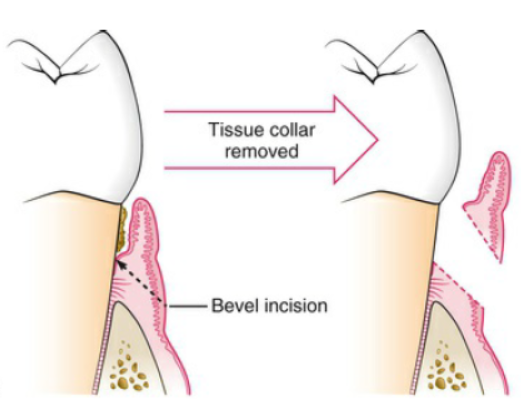 Tissue collar
removed
Bevel incision